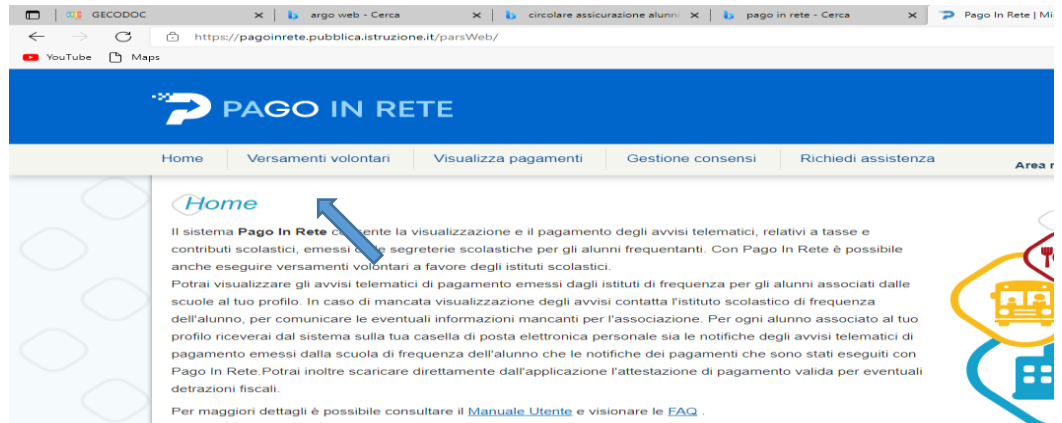 GECODOC argo web - Cerca circolare assicurazione alunni pago in rete - Cerca Pago In Rete | Mi
https://pagoinrete.pubblica.istruzione.it/parsWeb/
YouTube Maps
PAGO IN RETE
Home Versamenti volontari Visualizza pagamenti Gestione consensi Richiedi assistenza Area r
Home
Il sistema Pago In Rete consente la visualizzazione e il pagamento degli avvisi telematici, relativi a tasse e
contributi scolastici, emessi dalle segreterie scolastiche per gli alunni frequentanti. Con Pago In Rete è possibile
anche eseguire versamenti volontari a favore degli istituti scolastici.
Potrai visualizzare gli avvisi telematici di pagamento emessi dagli istituti di frequenza per gli alunni associati dalle
scuole al tuo profilo. In caso di mancata visualizzazione degli avvisi contatta l'istituto scolastico di frequenza
dell'alunno, per comunicare le eventuali informazioni mancanti per l'associazione. Per ogni alunno associato al tuo
profilo riceverai dal sistema sulla tua casella di posta elettronica personale sia le notifiche degli avvisi telematici di
pagamento emessi dalla scuola di frequenza dell'alunno che le notifiche dei pagamenti che sono stati eseguiti con
Pago In Rete.Potrai inoltre scaricare direttamente dall'applicazione l'attestazione di pagamento valida per eventuali
detrazioni fiscali.
Per maggiori dettagli è possibile consultare il Manuale Utente e visionare le FAQ .